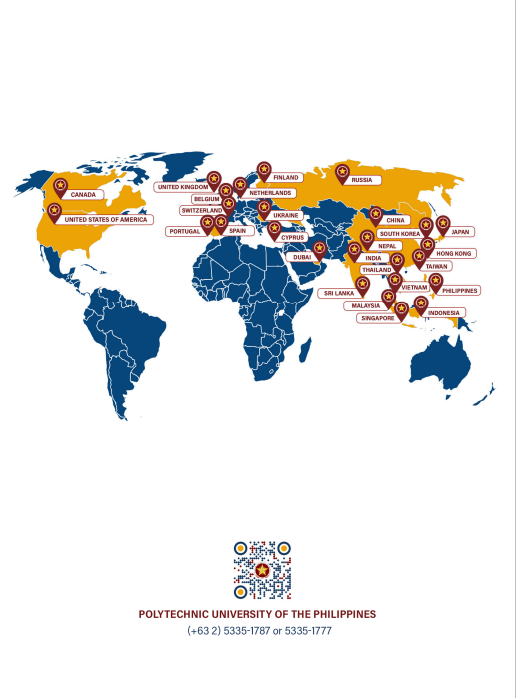 FINLAND
RUSSIA
UNITED KINGDOM
NETHERLANDS
CANADA
BELGIUM
SWITZERLAND
UKRAINE
UNITED STATES OF AMERICA
CHINA
PORTUGAL
SPAIN
SOUTH KOREA
JAPAN
CYPRUS
NEPAL
HONG KONG
DUBAI
INDIA
TAIWAN
THAILAND
VIETNAM
PHILIPPINES
SRI LANKA
MALAYSIA
INDONESIA
SINGAPORE
POLYTECHNIC UNIVERSITY OF THE PHILIPPINES
(+63 2) 5335-1787 or 5335-1777